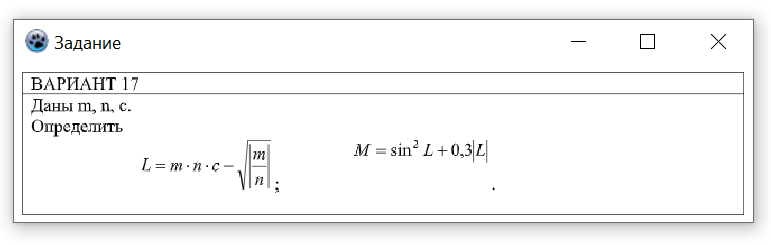 Задание
ВАРИАНТ 17
Даны m, n, c.
Определить
L = m · n · c − √|m/n| ; M = sin² L + 0,3|L| .